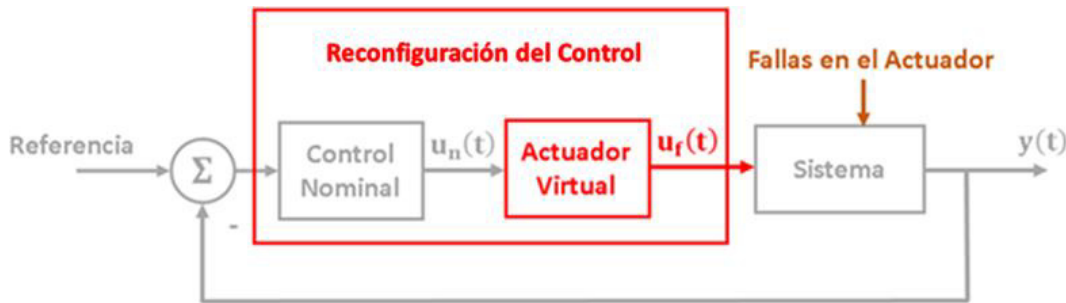 Reconfiguración del Control
Fallas en el Actuador
Referencia
Σ
-
Control
Nominal
uₙ(t)
Actuador
Virtual
u_f(t)
Sistema
y(t)